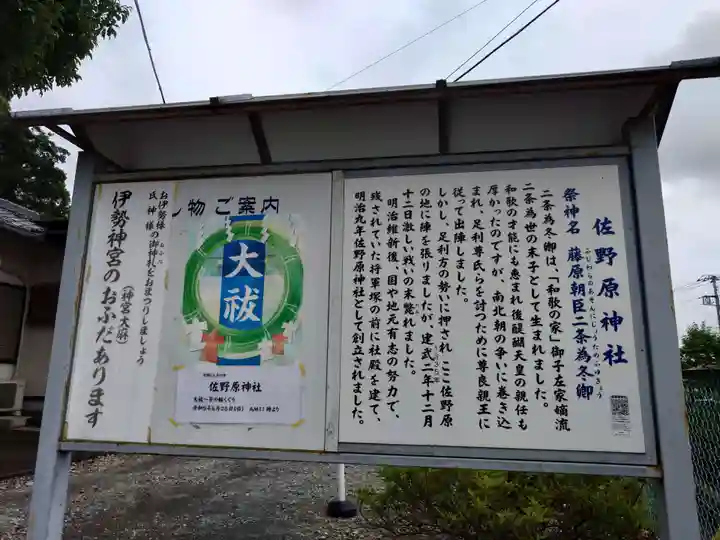 佐野原神社
祭神名 藤原朝臣二条為冬卿
ふじわらのあそんにじょうためふゆきょう
二条為冬卿は、「和歌の家」御子左家嫡流
二条為世の末子として生まれました。
和歌の才能にも恵まれ後醍醐天皇の親任も
厚かったのですが、南北朝の争いに巻き込
まれ、足利尊氏らを討つために尊良親王に
従って出陣しました。
しかし、足利方の勢いに押され、ここ佐野原
の地に陣を張りましたが、建武二年十二月
十二日激しい戦いの末斃れました。
明治維新後、国や地元有志の努力で、
残されていた将軍塚の前に社殿を建て、
明治九年佐野原神社として創立されました。
し物ご案内
大祓
佐野原神社
お伊勢様
氏神様の御神札をおまつりしましょう
(神宮大麻)
伊勢神宮のおふだあります